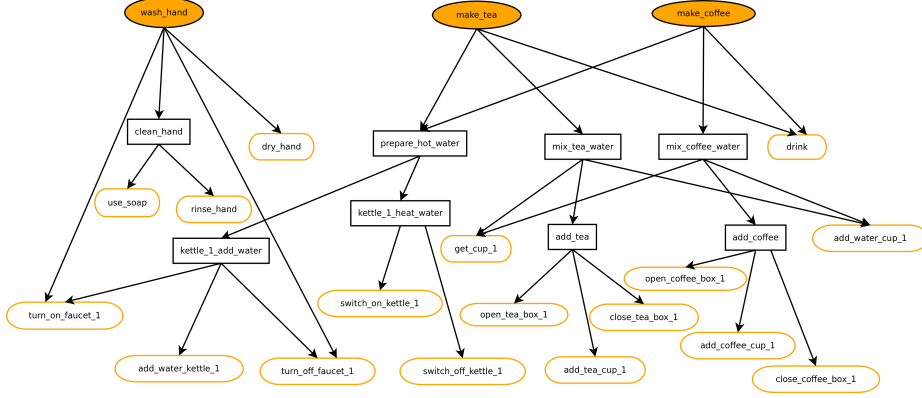 wash_hand
make_tea
make_coffee
clean_hand
dry_hand
prepare_hot_water
mix_tea_water
mix_coffee_water
drink
use_soap
rinse_hand
kettle_1_heat_water
kettle_1_add_water
get_cup_1
add_tea
add_coffee
add_water_cup_1
open_coffee_box_1
switch_on_kettle_1
turn_on_faucet_1
open_tea_box_1
close_tea_box_1
add_coffee_cup_1
add_water_kettle_1
turn_off_faucet_1
switch_off_kettle_1
add_tea_cup_1
close_coffee_box_1